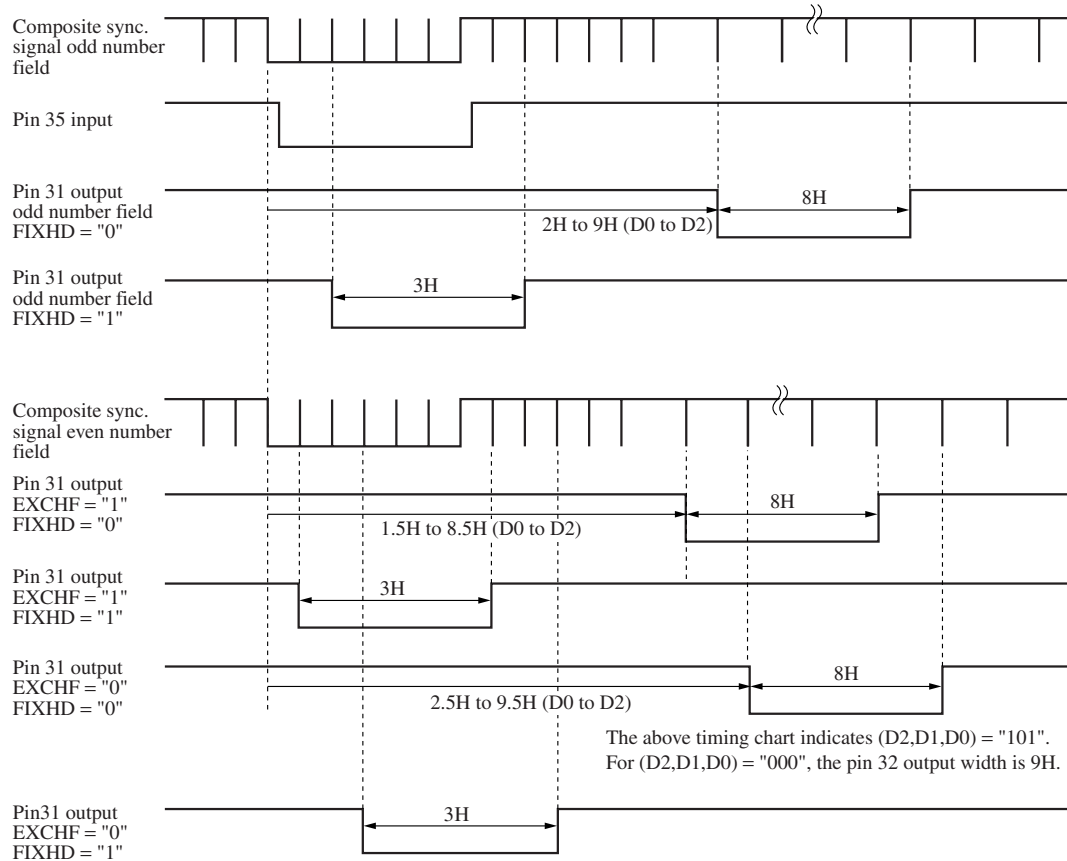 Composite sync.
signal odd number
field
Pin 35 input
Pin 31 output
odd number field
FIXHD = "0"
2H to 9H (D0 to D2)
8H
Pin 31 output
odd number field
FIXHD = "1"
3H
Composite sync.
signal even number
field
Pin 31 output
EXCHF = "1"
FIXHD = "0"
1.5H to 8.5H (D0 to D2)
8H
Pin 31 output
EXCHF = "1"
FIXHD = "1"
3H
Pin 31 output
EXCHF = "0"
FIXHD = "0"
2.5H to 9.5H (D0 to D2)
8H
The above timing chart indicates (D2,D1,D0) = "101".
For (D2,D1,D0) = "000", the pin 32 output width is 9H.
Pin31 output
EXCHF = "0"
FIXHD = "1"
3H